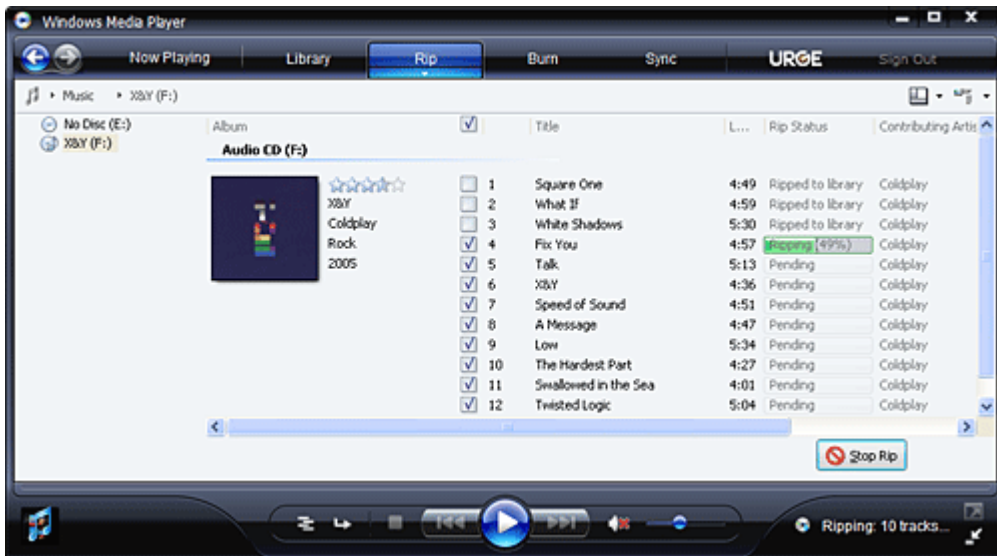 Windows Media Player
Now Playing Library Rip Burn Sync URGE Sign Out
Music X&Y (F:)
No Disc (E:)
X&Y (F:)
Album Title L... Rip Status Contributing Artis
Audio CD (F:)
X&Y
Coldplay
Rock
2005
1 Square One 4:49 Ripped to library Coldplay
2 What If 4:59 Ripped to library Coldplay
3 White Shadows 5:30 Ripped to library Coldplay
4 Fix You 4:57 Ripping (49%) Coldplay
5 Talk 5:13 Pending Coldplay
6 X&Y 4:36 Pending Coldplay
7 Speed of Sound 4:51 Pending Coldplay
8 A Message 4:47 Pending Coldplay
9 Low 5:34 Pending Coldplay
10 The Hardest Part 4:27 Pending Coldplay
11 Swallowed in the Sea 4:01 Pending Coldplay
12 Twisted Logic 5:04 Pending Coldplay
Stop Rip
Ripping: 10 tracks...